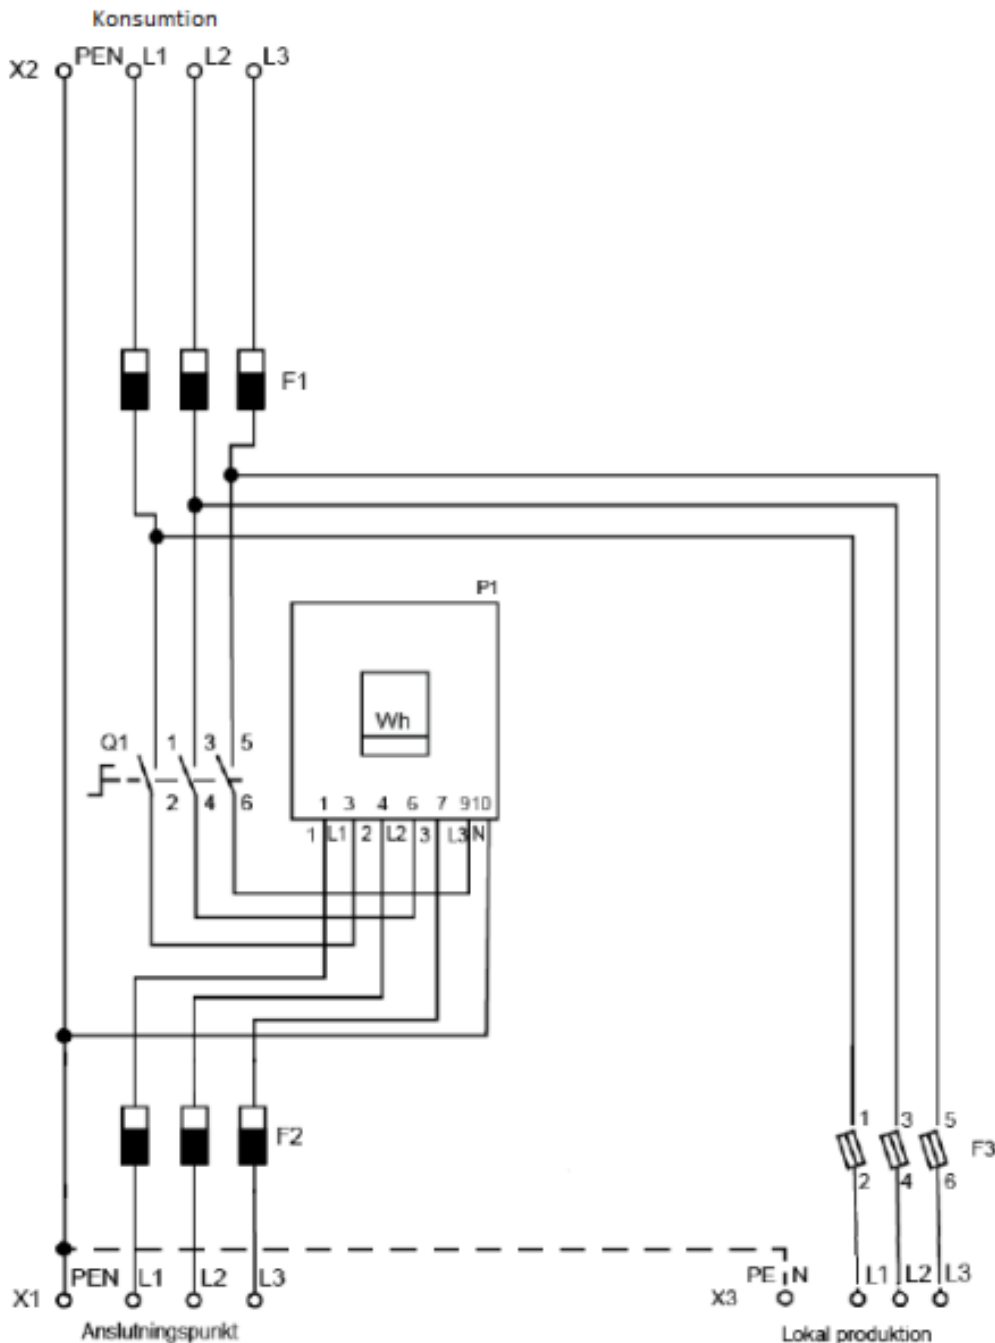 Konsumtion
X2 PEN L1 L2 L3
F1
P1
Wh
Q1 1 3 5
2 4 6
1 3 4 6 7 9 10
1 L1 2 L2 3 L3 N
F2
1 3 5
F3
2 4 6
X1 PEN L1 L2 L3
X3 PE N L1 L2 L3
Anslutningspunkt
Lokal produktion